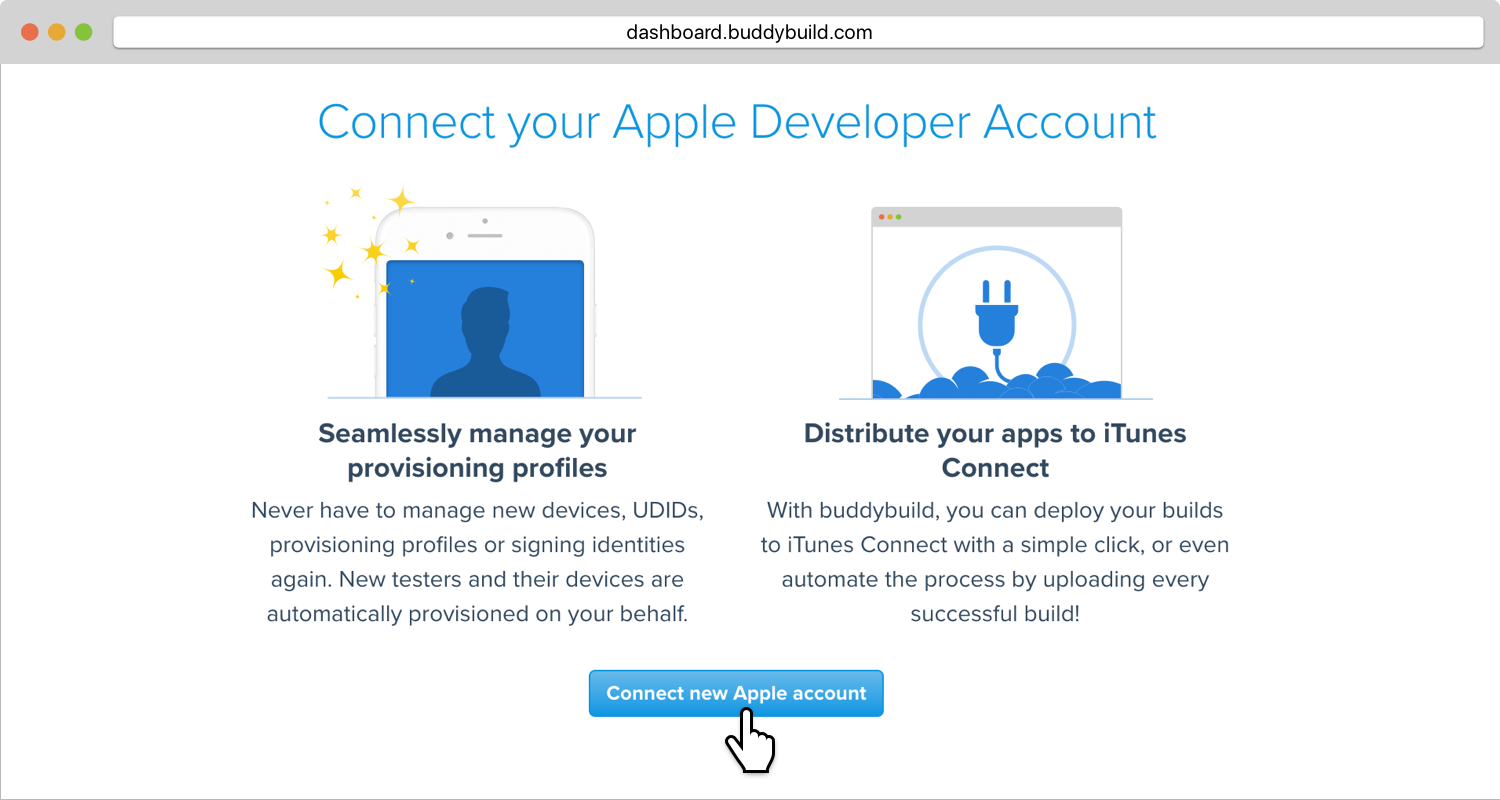 dashboard.buddybuild.com
Connect your Apple Developer Account
Seamlessly manage your
provisioning profiles
Never have to manage new devices, UDIDs,
provisioning profiles or signing identities
again. New testers and their devices are
automatically provisioned on your behalf.
Distribute your apps to iTunes
Connect
With buddybuild, you can deploy your builds
to iTunes Connect with a simple click, or even
automate the process by uploading every
successful build!
Connect new Apple account